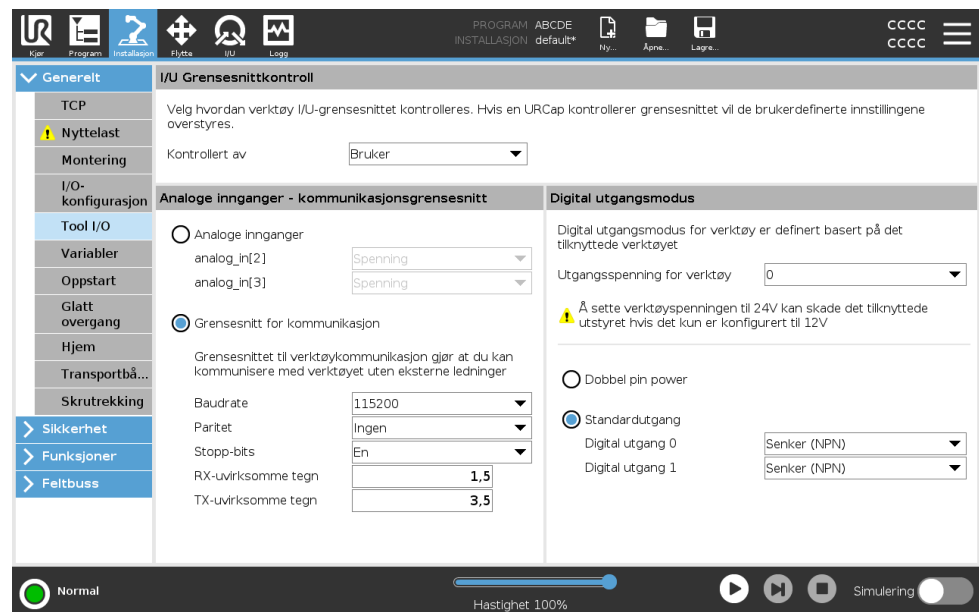 PROGRAM ABCDE
INSTALLASJON default*
Kjør Program Installasjon Flytte I/U Logg
Ny... Åpne... Lagre...
CCCC
CCCC
Generelt
TCP
Nyttelast
Montering
I/O-
konfigurasjon
Tool I/O
Variabler
Oppstart
Glatt
overgang
Hjem
Transportbå...
Skrutrekking
Sikkerhet
Funksjoner
Feltbuss
I/U Grensesnittkontroll
Velg hvordan verktøy I/U-grensesnittet kontrolleres. Hvis en URCap kontrollerer grensesnittet vil de brukerdefinerte innstillingene
overstyres.
Kontrollert av Bruker
Analoge innganger - kommunikasjonsgrensesnitt
Analoge innganger
analog_in[2] Spenning
analog_in[3] Spenning
Grensesnitt for kommunikasjon
Grensesnittet til verktøykommunikasjon gjør at du kan
kommunisere med verktøyet uten eksterne ledninger
Baudrate 115200
Paritet Ingen
Stopp-bits En
RX-uvirksomme tegn 1,5
TX-uvirksomme tegn 3,5
Digital utgangsmodus
Digital utgangsmodus for verktøy er definert basert på det
tilknyttede verktøyet
Utgangsspenning for verktøy 0
Å sette verktøyspenningen til 24V kan skade det tilknyttede
utstyret hvis det kun er konfigurert til 12V
Dobbel pin power
Standardutgang
Digital utgang 0 Senker (NPN)
Digital utgang 1 Senker (NPN)
Normal
Hastighet 100%
Simulering